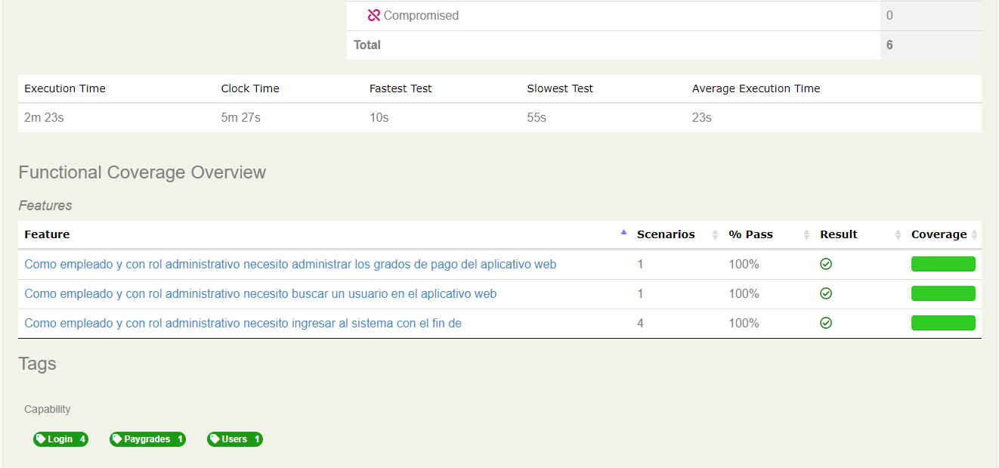 Compromised 0
Total 6
Execution Time Clock Time Fastest Test Slowest Test Average Execution Time
2m 23s 5m 27s 10s 55s 23s
Functional Coverage Overview
Features
Feature Scenarios % Pass Result Coverage
Como empleado y con rol administrativo necesito administrar los grados de pago del aplicativo web 1 100%
Como empleado y con rol administrativo necesito buscar un usuario en el aplicativo web 1 100%
Como empleado y con rol administrativo necesito ingresar al sistema con el fin de 4 100%
Tags
Capability
Login 4 Paygrades 1 Users 1